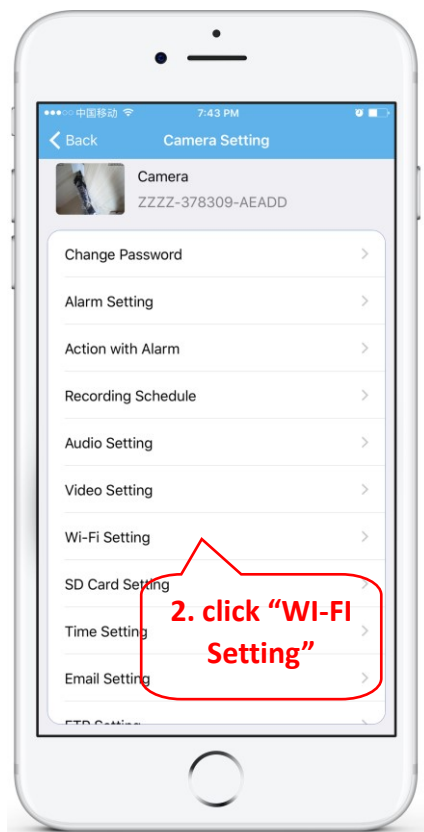 中国移动 7:43 PM
Back Camera Setting
Camera
ZZZZ-378309-AEADD
Change Password
Alarm Setting
Action with Alarm
Recording Schedule
Audio Setting
Video Setting
Wi-Fi Setting
SD Card Setting
2. click “WI-FI
Time Setting
Setting”
Email Setting
FTP Setting